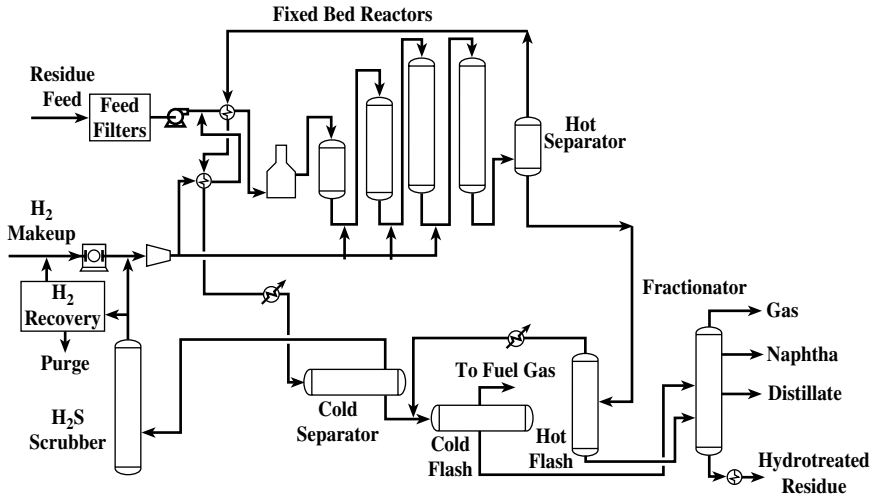 Fixed Bed Reactors
Residue
Feed
Feed
Filters
Hot
Separator
H2
Makeup
H2
Recovery
Purge
Fractionator
Gas
Naphtha
Distillate
To Fuel Gas
H2S
Scrubber
Cold
Separator
Cold
Flash
Hot
Flash
Hydrotreated
Residue